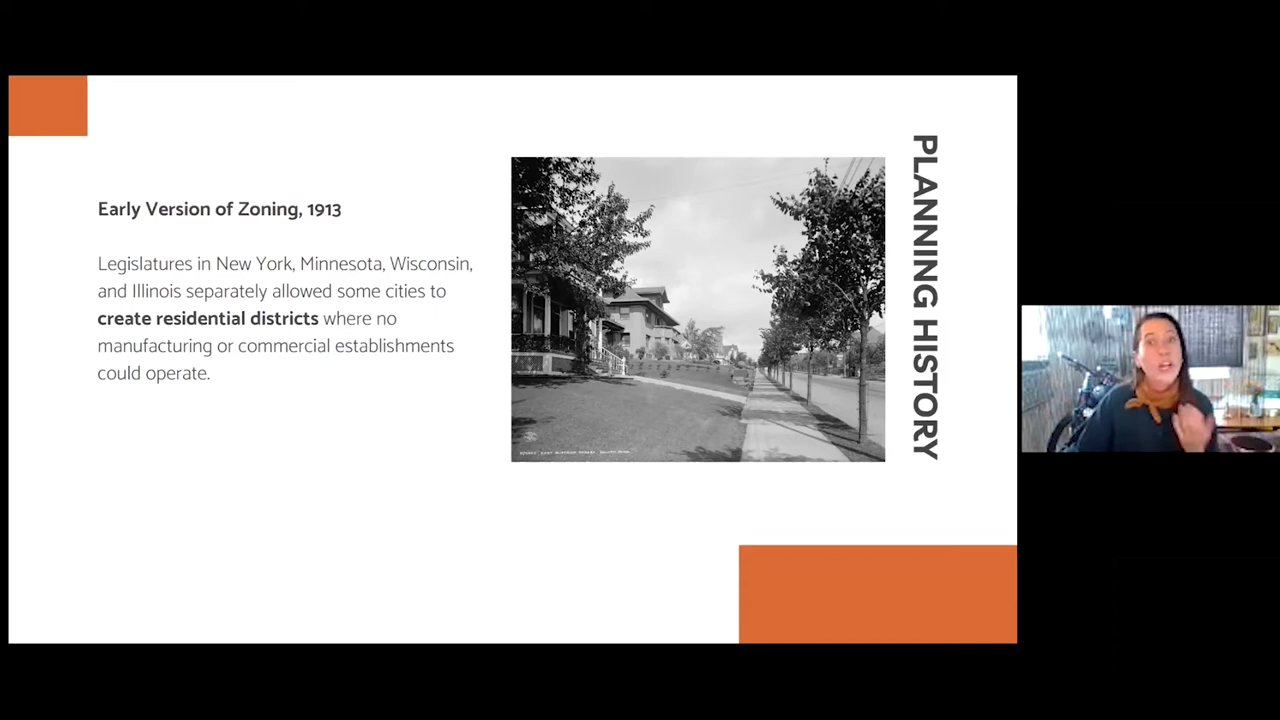 Early Version of Zoning, 1913
Legislatures in New York, Minnesota, Wisconsin,
and Illinois separately allowed some cities to
create residential districts where no
manufacturing or commercial establishments
could operate.
PLANNING HISTORY